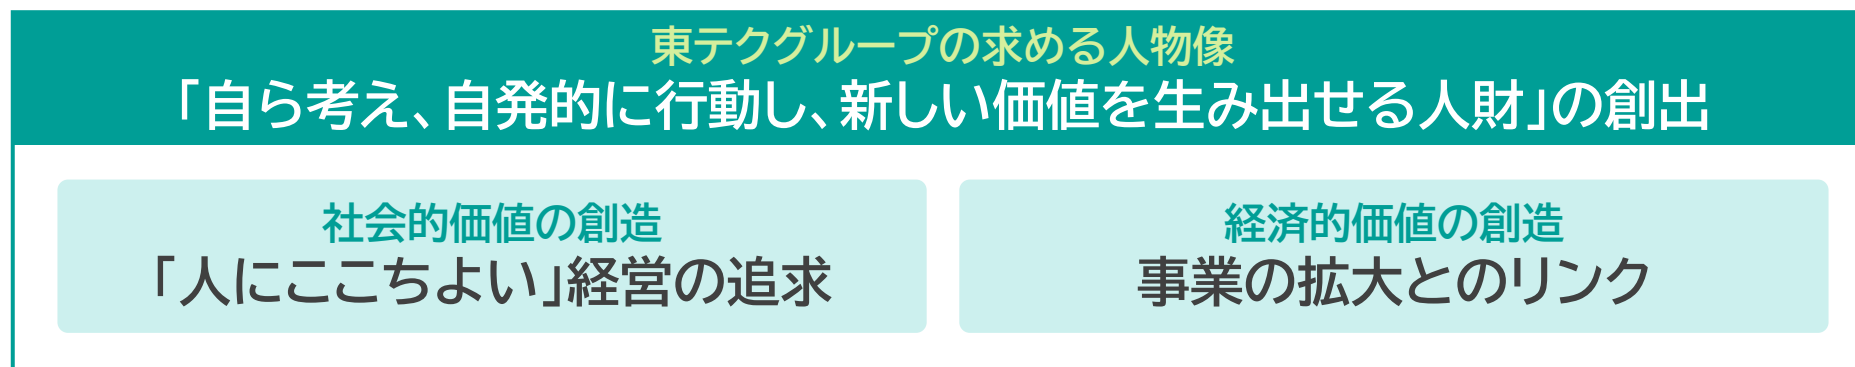 東テクグループの求める人物像
「自ら考え、自発的に行動し、新しい価値を生み出せる人財」の創出
社会的価値の創造
「人にここちよい」経営の追求
経済的価値の創造
事業の拡大とのリンク